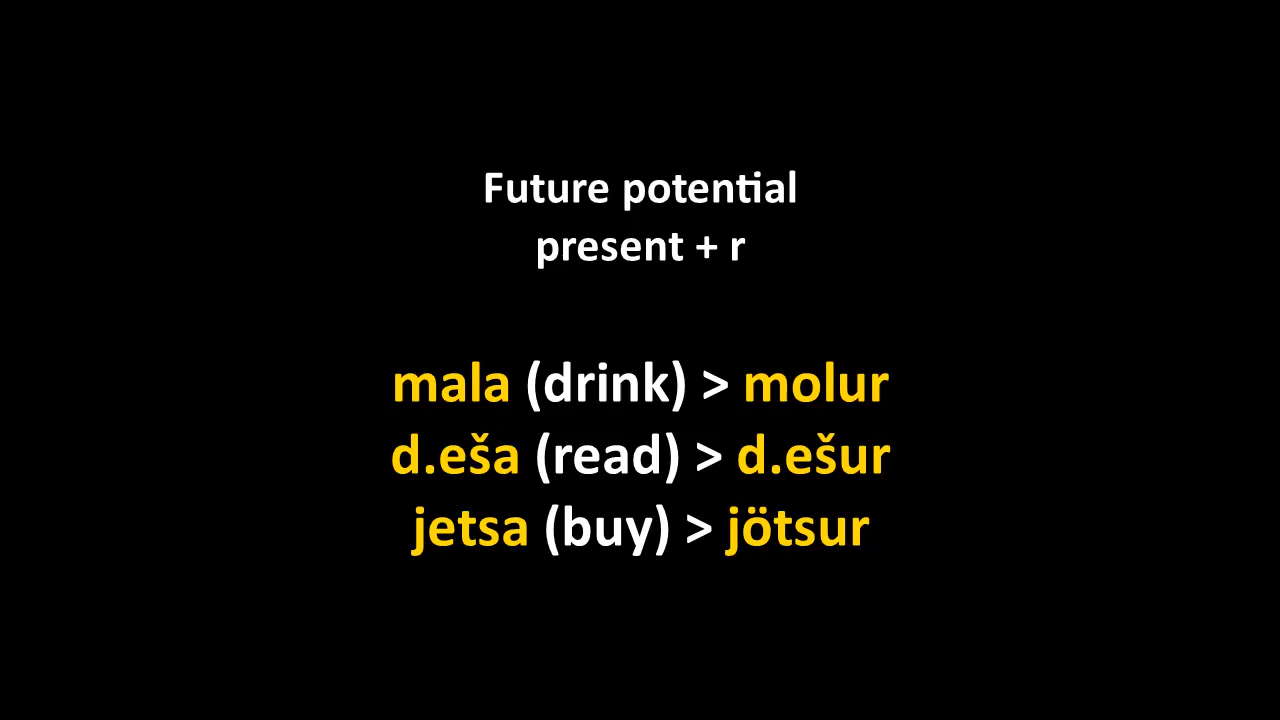 Future potential
present + r
mala (drink) > molur
d.eša (read) > d.ešur
jetsa (buy) > jötsur